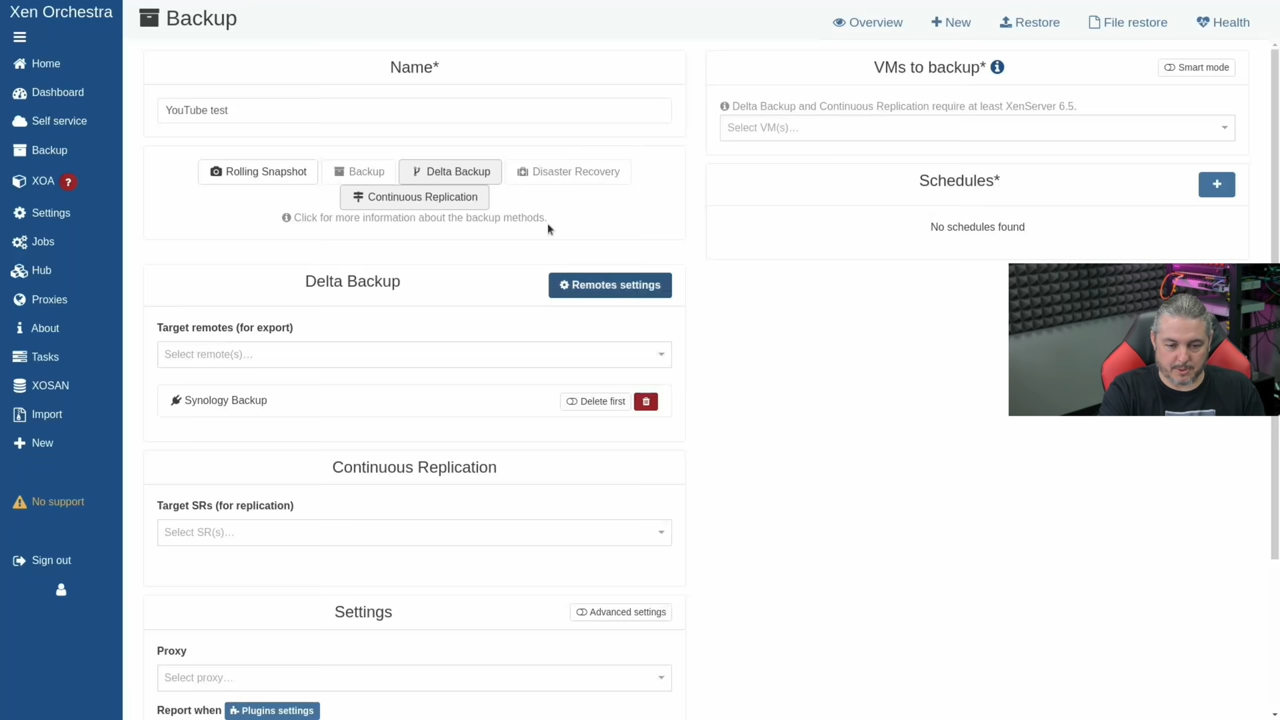 Xen Orchestra
Home
Dashboard
Self service
Backup
XOA ?
Settings
Jobs
Hub
Proxies
About
Tasks
XOSAN
Import
New
No support
Sign out
Backup
Overview
New
Restore
File restore
Health
Name*
YouTube test
Rolling Snapshot
Backup
Delta Backup
Disaster Recovery
Continuous Replication
Click for more information about the backup methods.
Delta Backup
Remotes settings
Target remotes (for export)
Select remote(s)...
Synology Backup
Delete first
Continuous Replication
Target SRs (for replication)
Select SR(s)...
Settings
Advanced settings
Proxy
Select proxy...
Report when
Plugins settings
VMs to backup*
Smart mode
Delta Backup and Continuous Replication require at least XenServer 6.5.
Select VM(s)...
Schedules*
+
No schedules found